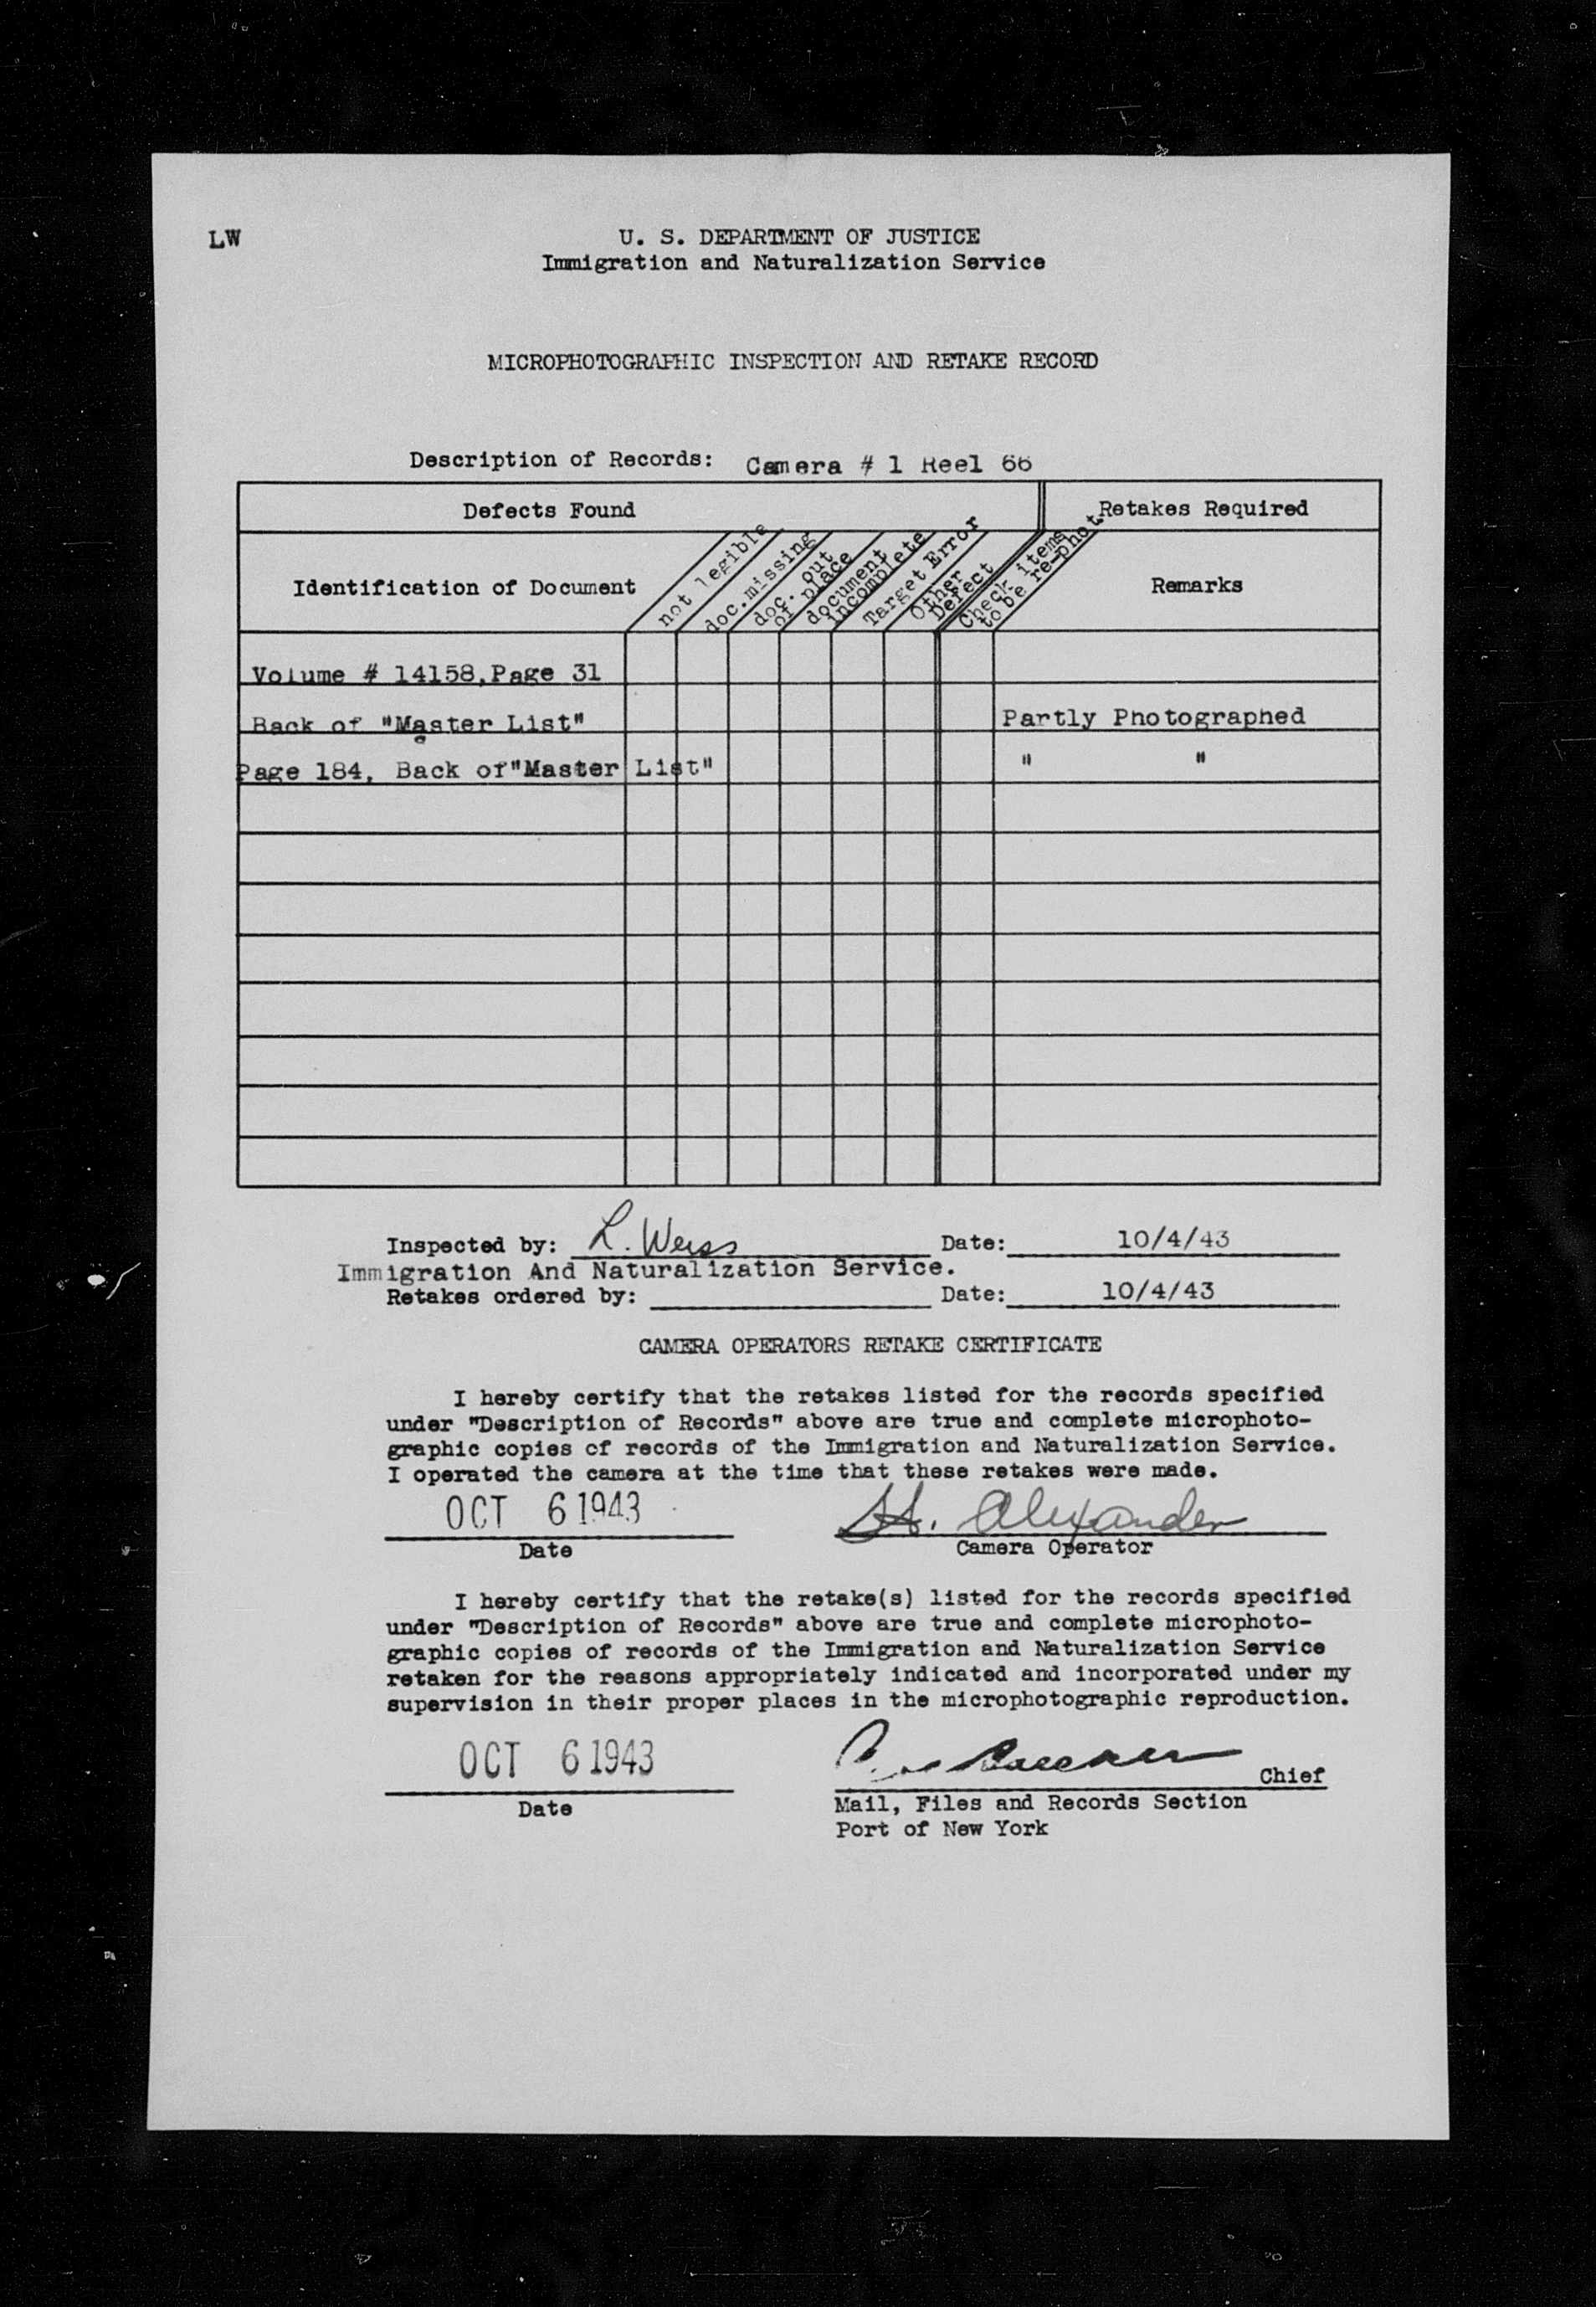 LW
U. S. DEPARTMENT OF JUSTICE
Immigration and Naturalization Service
MICROPHOTOGRAPHIC INSPECTION AND RETAKE RECORD
Description of Records: Camera # 1 Reel 66
Defects Found
Retakes Required
Identification of Document
not legible
doc. missing
doc. out
of place
document
incomplete
Target Error
Other
Defect
Check items
to be re-phot.
Remarks
Volume # 14158, Page 31
Back of "Master List"
Partly Photographed
Page 184, Back of "Master List"
" "
Inspected by: L. Weiss Date: 10/4/43
Immigration And Naturalization Service.
Retakes ordered by: Date: 10/4/43
CAMERA OPERATORS RETAKE CERTIFICATE
I hereby certify that the retakes listed for the records specified
under "Description of Records" above are true and complete microphoto-
graphic copies of records of the Immigration and Naturalization Service.
I operated the camera at the time that these retakes were made.
OCT 6 1943 H. Alexander
Date Camera Operator
I hereby certify that the retake(s) listed for the records specified
under "Description of Records" above are true and complete microphoto-
graphic copies of records of the Immigration and Naturalization Service
retaken for the reasons appropriately indicated and incorporated under my
supervision in their proper places in the microphotographic reproduction.
OCT 6 1943
Chief
Date
Mail, Files and Records Section
Port of New York